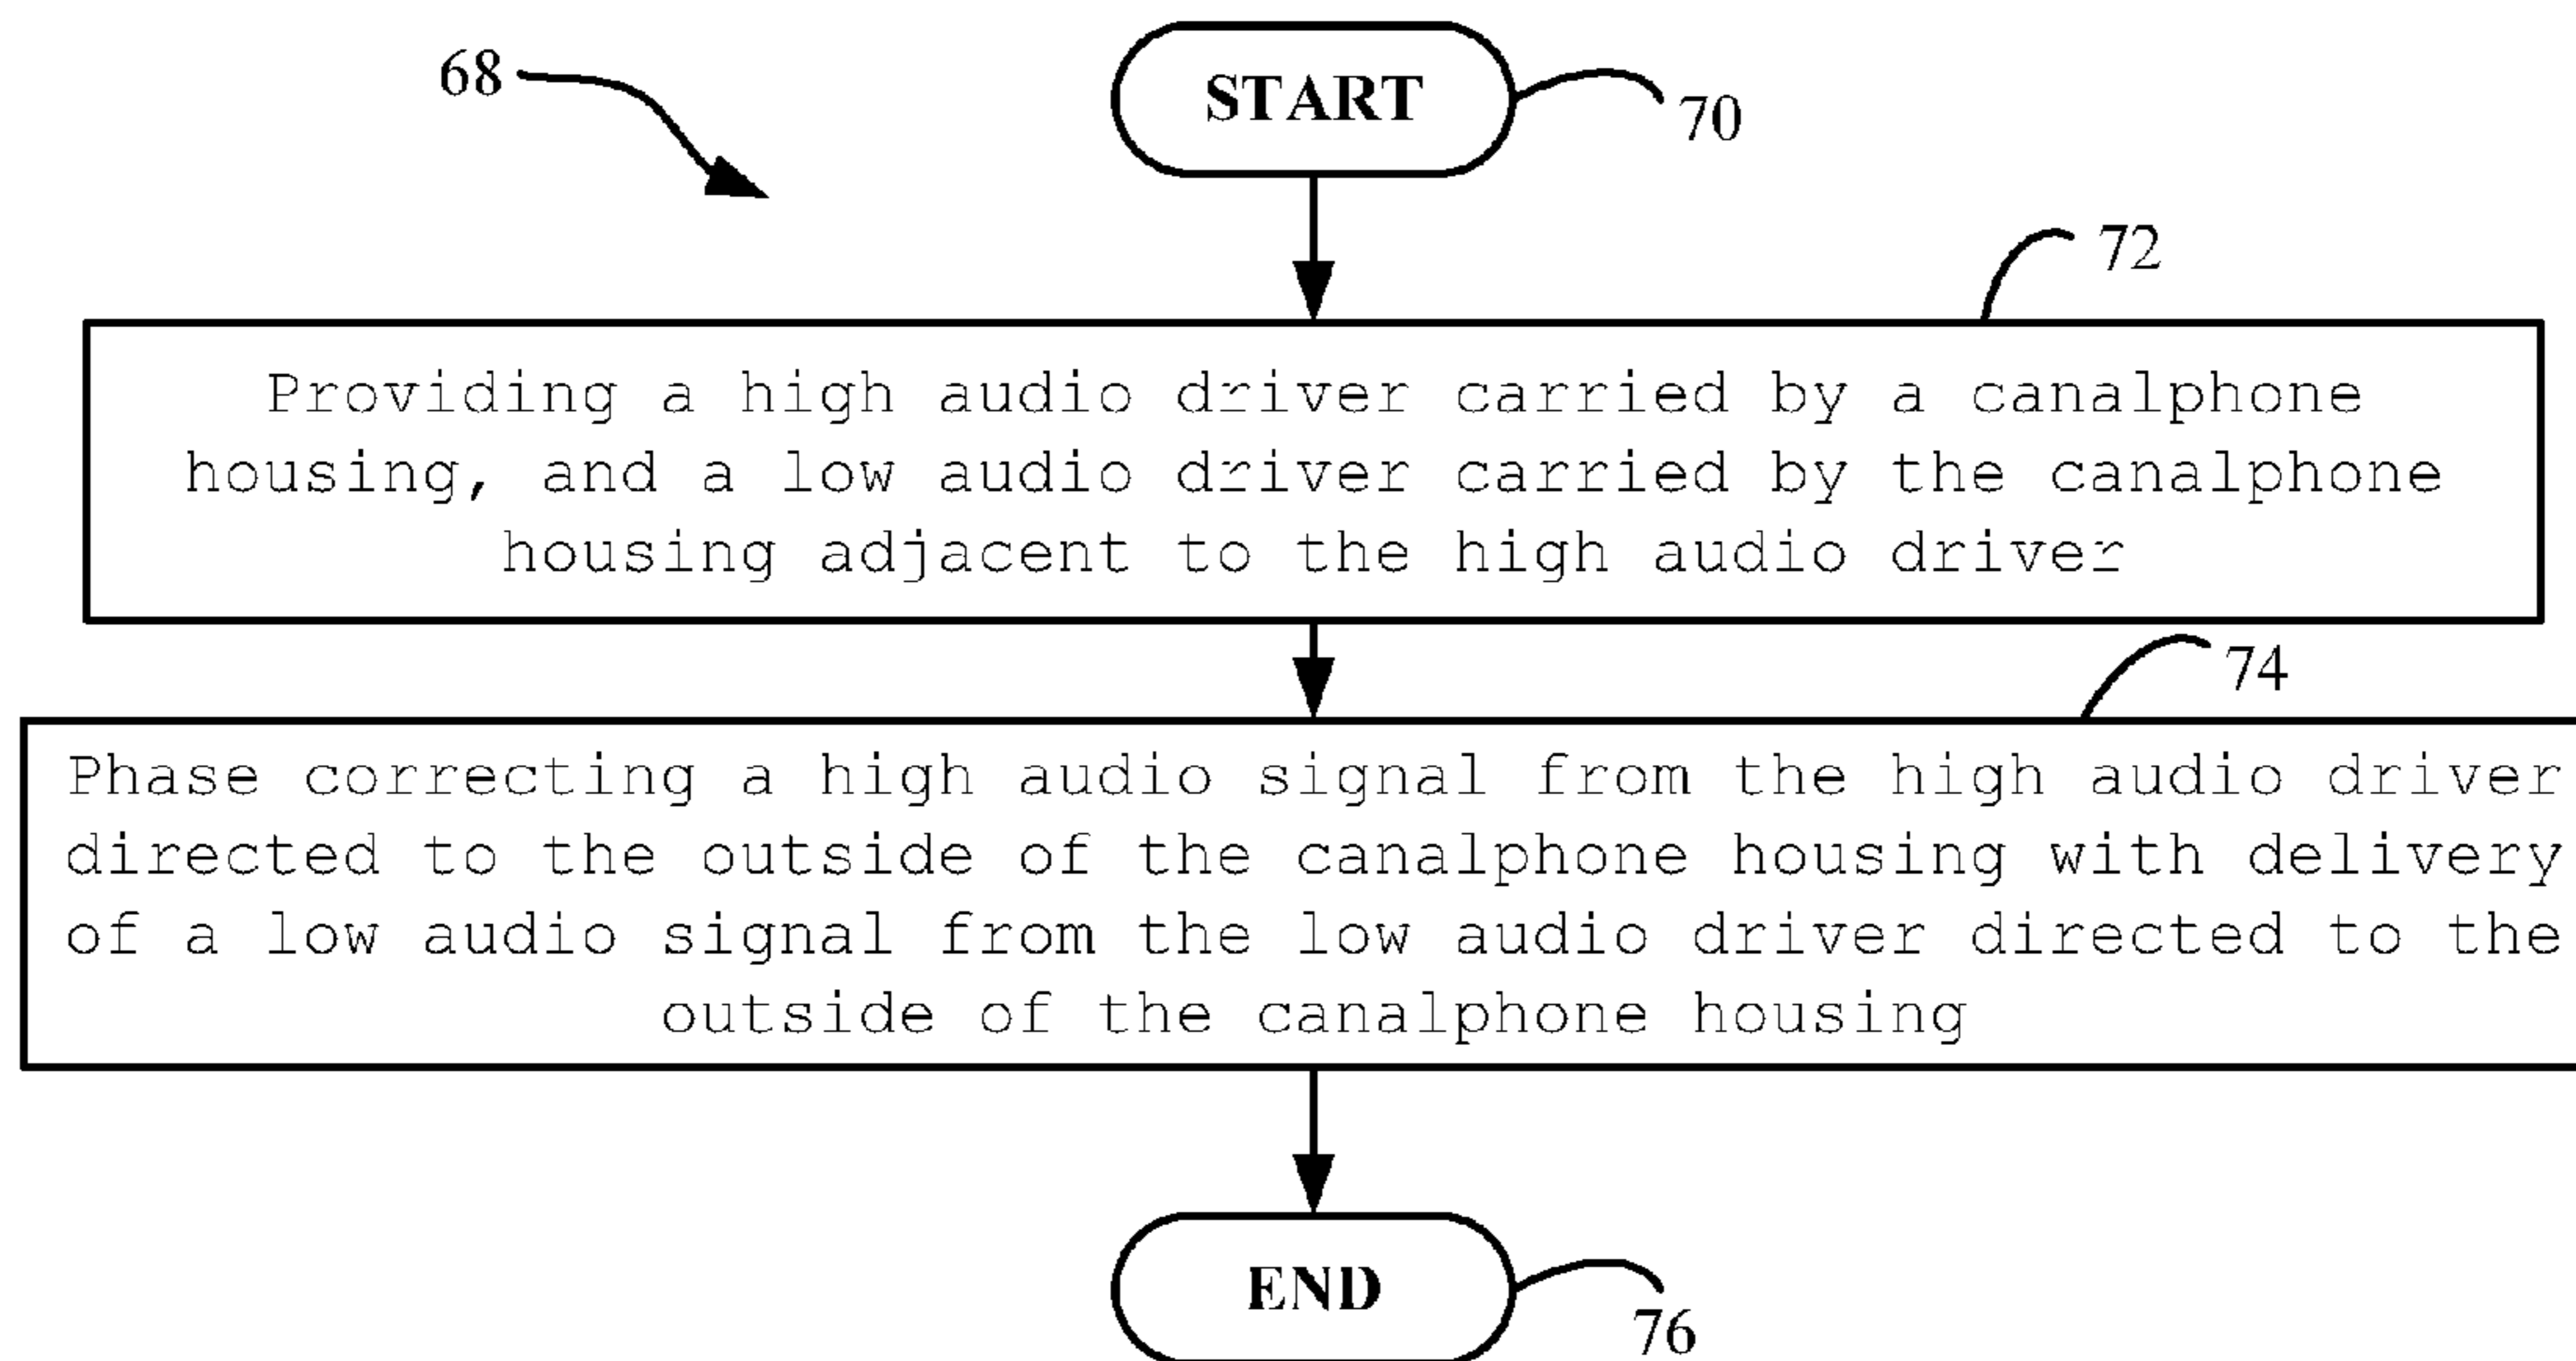 68
START
70
72
Providing a high audio driver carried by a canalphone
housing, and a low audio driver carried by the canalphone
housing adjacent to the high audio driver
74
Phase correcting a high audio signal from the high audio driver
directed to the outside of the canalphone housing with delivery
of a low audio signal from the low audio driver directed to the
outside of the canalphone housing
END
76